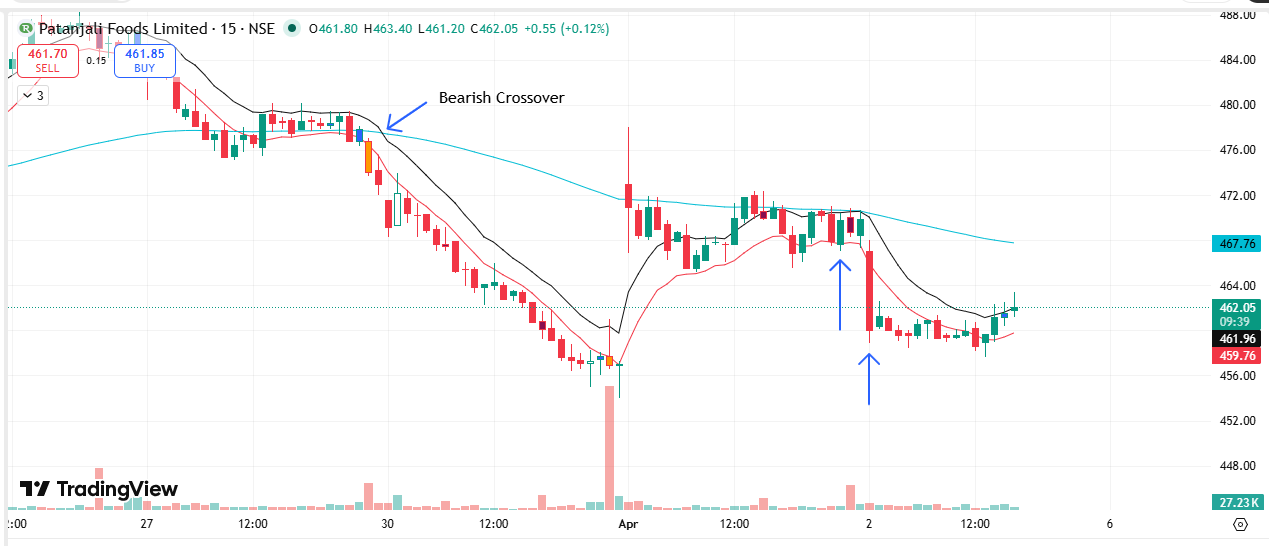 Patanjali Foods Limited · 15 · NSE O461.80 H463.40 L461.20 C462.05 +0.55 (+0.12%)
461.70
SELL
0.15
461.85
BUY
3
Bearish Crossover
488.00
484.00
480.00
476.00
472.00
467.76
464.00
462.05
09:39
461.96
459.76
456.00
452.00
448.00
27.23 K
TradingView
2:00 27 12:00 30 12:00 Apr 12:00 2 12:00 6